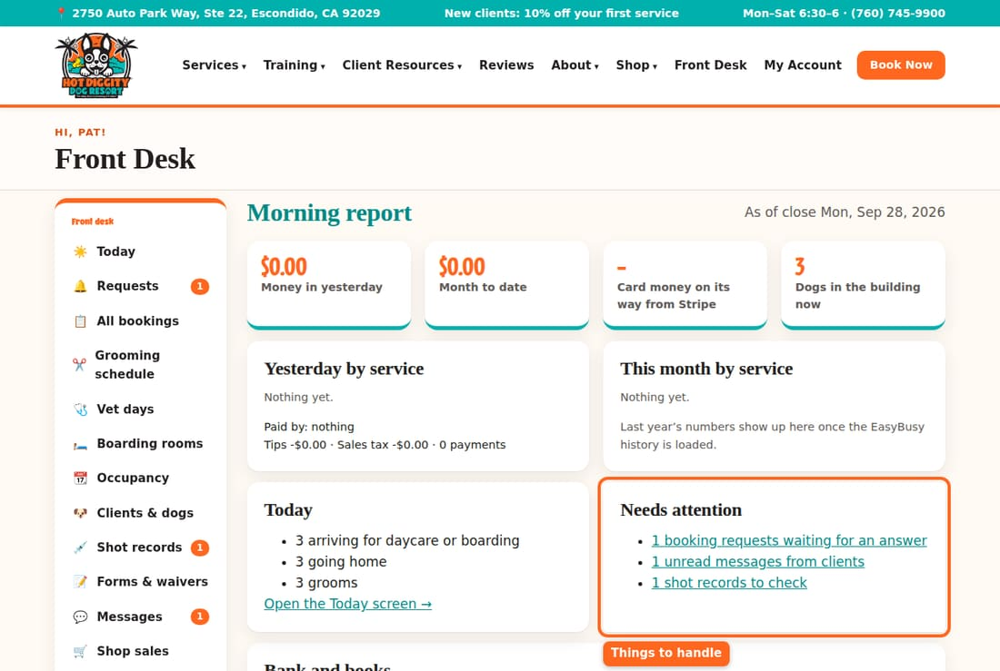 📍 2750 Auto Park Way, Ste 22, Escondido, CA 92029
New clients: 10% off your first service
Mon–Sat 6:30–6 · (760) 745-9900
HOT DIGGITY
DOG RESORT
Services ▾
Training ▾
Client Resources ▾
Reviews
About ▾
Shop ▾
Front Desk
My Account
Book Now
HI, PAT!
Front Desk
Front desk
Today
Requests 1
All bookings
Grooming
schedule
Vet days
Boarding rooms
Occupancy
Clients & dogs
Shot records 1
Forms & waivers
Messages 1
Shop sales
Morning report
As of close Mon, Sep 28, 2026
$0.00
Money in yesterday
$0.00
Month to date
–
Card money on its
way from Stripe
3
Dogs in the building
now
Yesterday by service
Nothing yet.
Paid by: nothing
Tips -$0.00 · Sales tax -$0.00 · 0 payments
This month by service
Nothing yet.
Last year’s numbers show up here once the EasyBusy
history is loaded.
Today
• 3 arriving for daycare or boarding
• 3 going home
• 3 grooms
Open the Today screen →
Needs attention
• 1 booking requests waiting for an answer
• 1 unread messages from clients
• 1 shot records to check
Things to handle
Bank and books